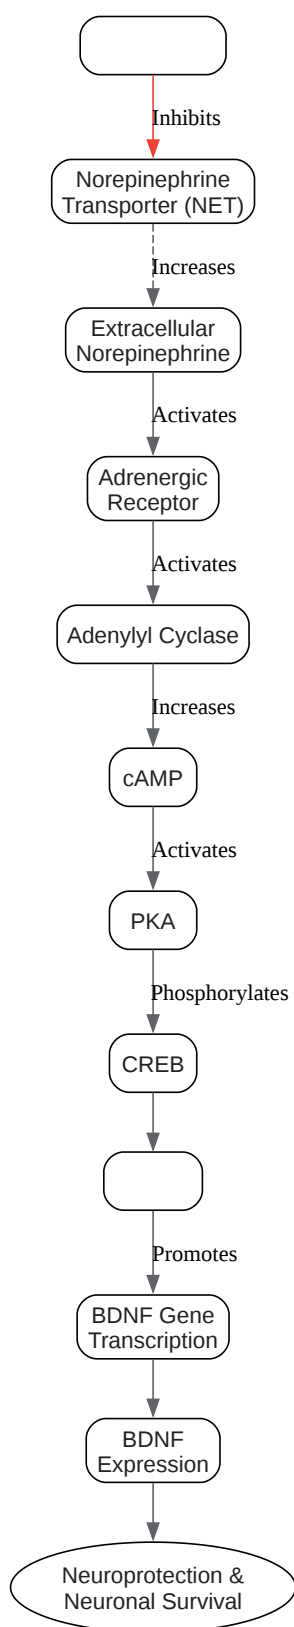 Inhibits
Norepinephrine
Transporter (NET)
Increases
Extracellular
Norepinephrine
Activates
Adrenergic
Receptor
Activates
Adenylyl Cyclase
Increases
cAMP
Activates
PKA
Phosphorylates
CREB
Promotes
BDNF Gene
Transcription
BDNF
Expression
Neuroprotection &
Neuronal Survival